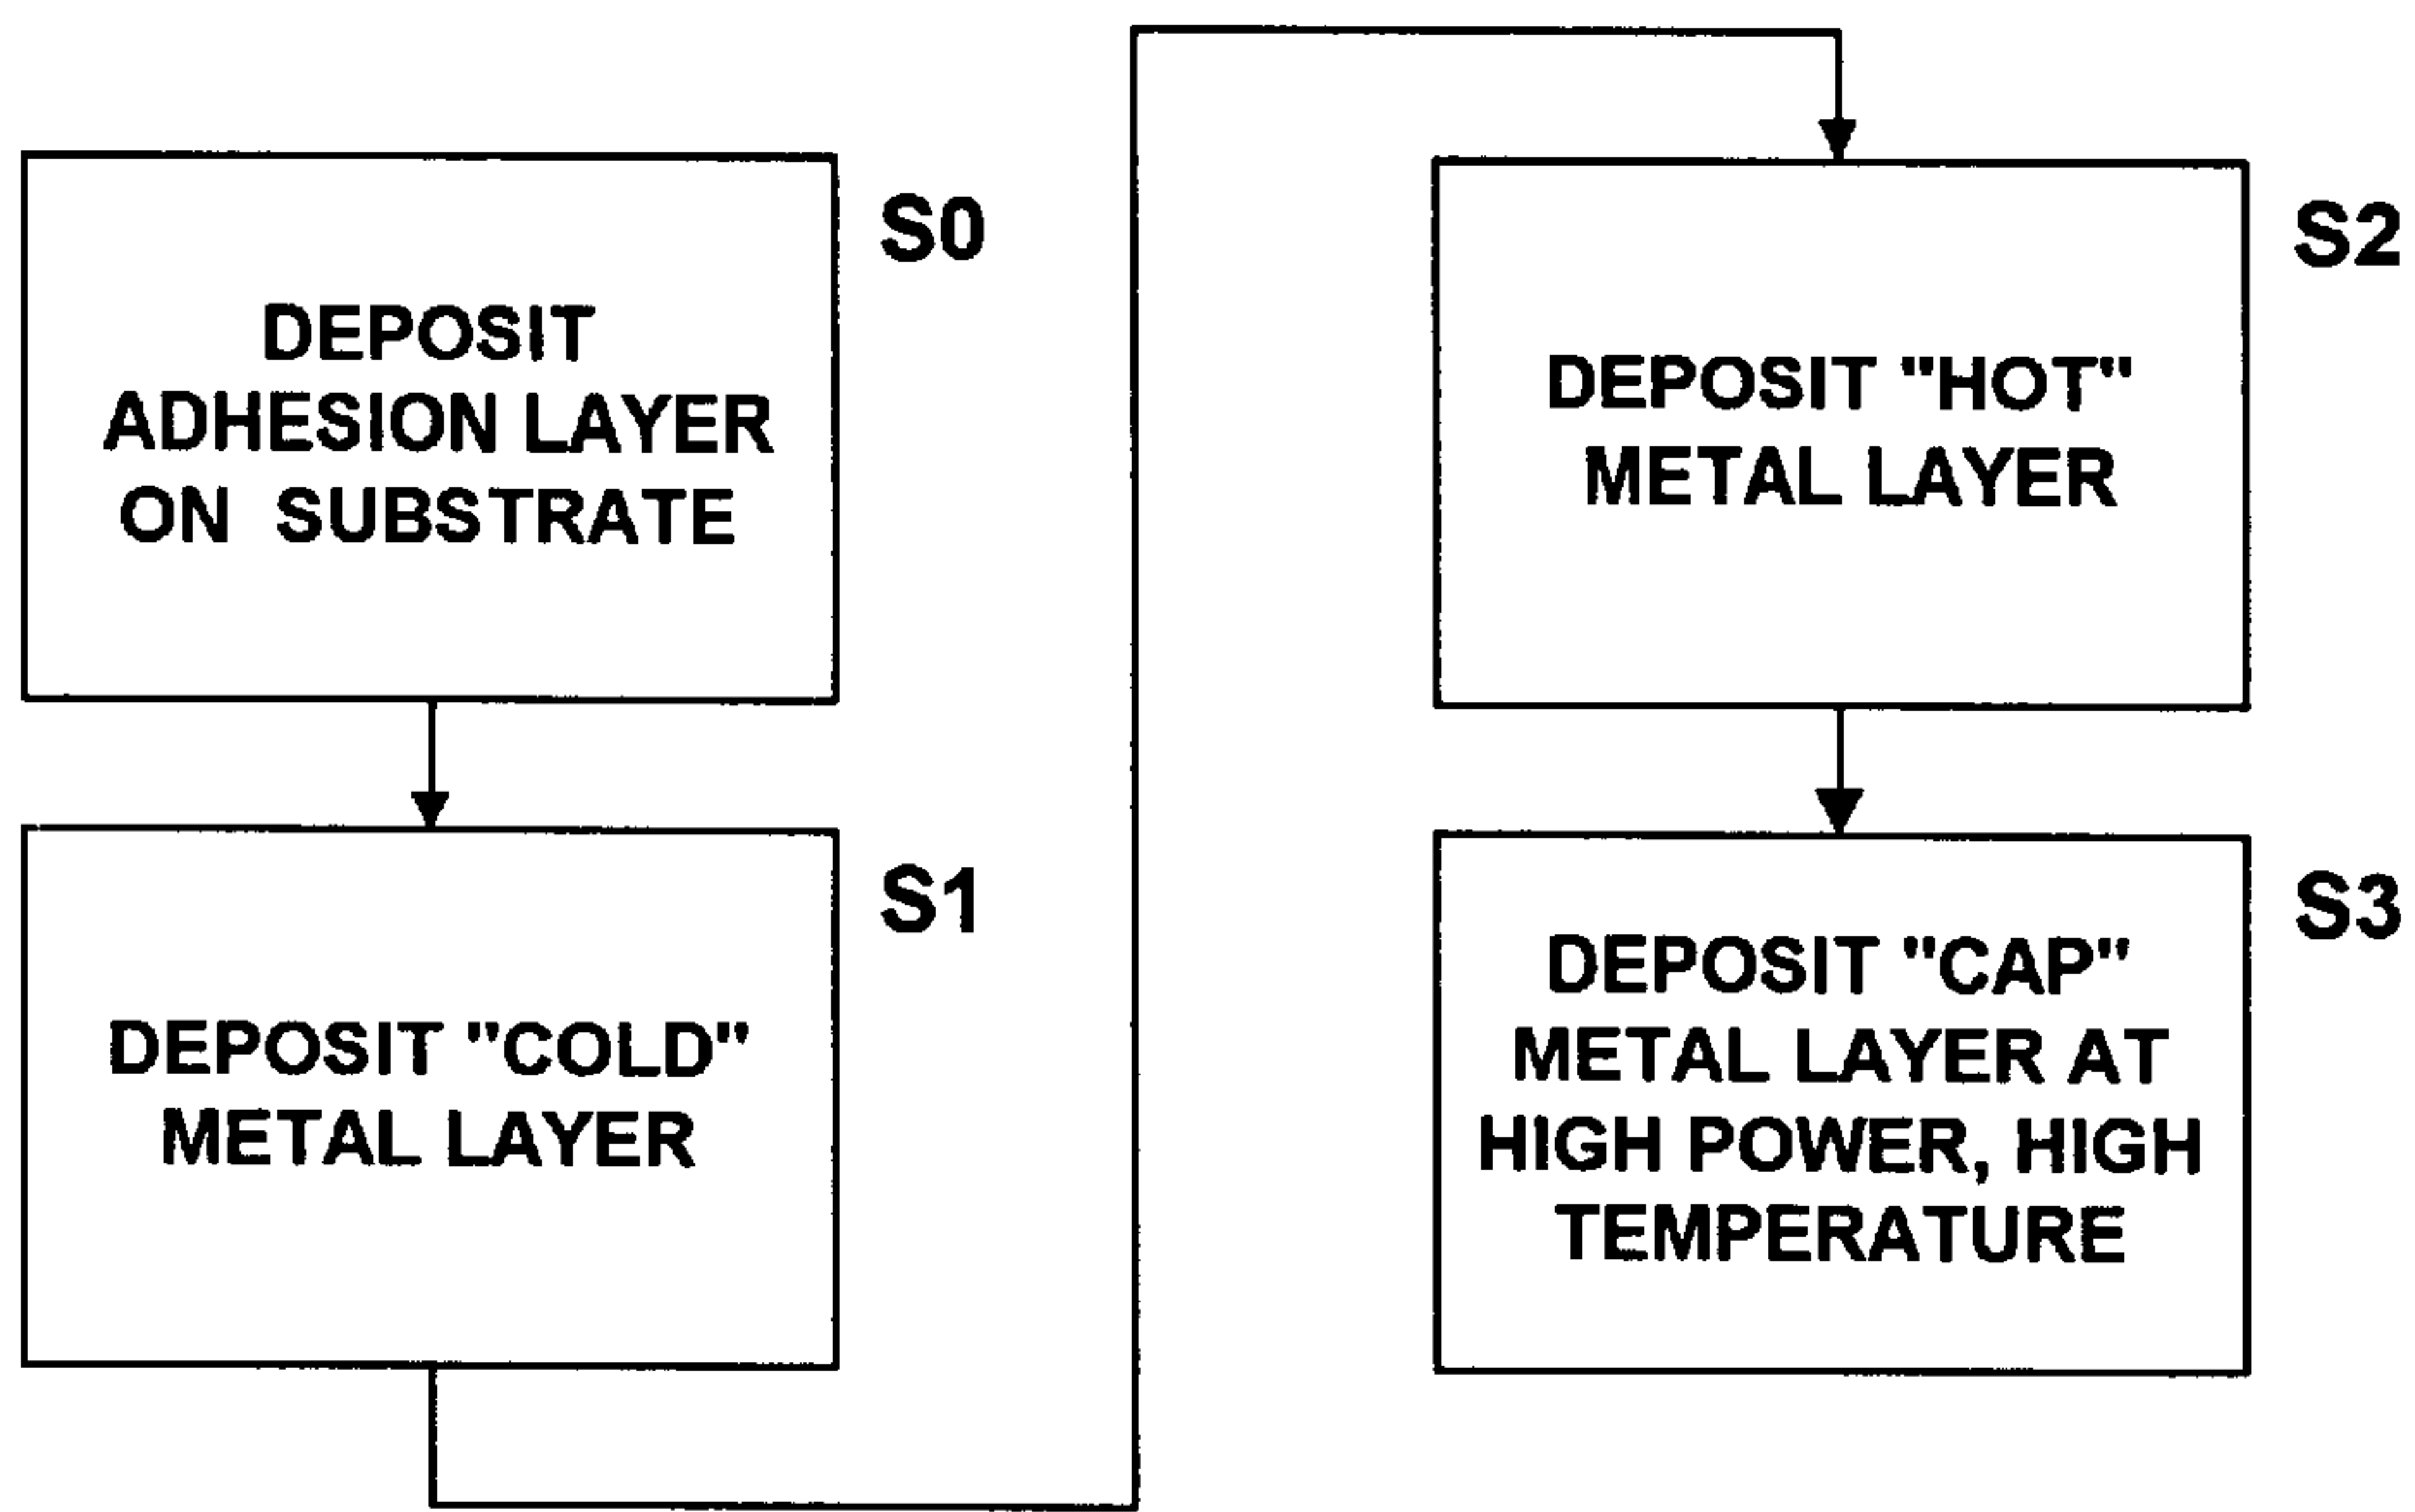 DEPOSIT
ADHESION LAYER
ON SUBSTRATE
S0
DEPOSIT "COLD"
METAL LAYER
S1
DEPOSIT "HOT"
METAL LAYER
S2
DEPOSIT "CAP"
METAL LAYER AT
HIGH POWER, HIGH
TEMPERATURE
S3